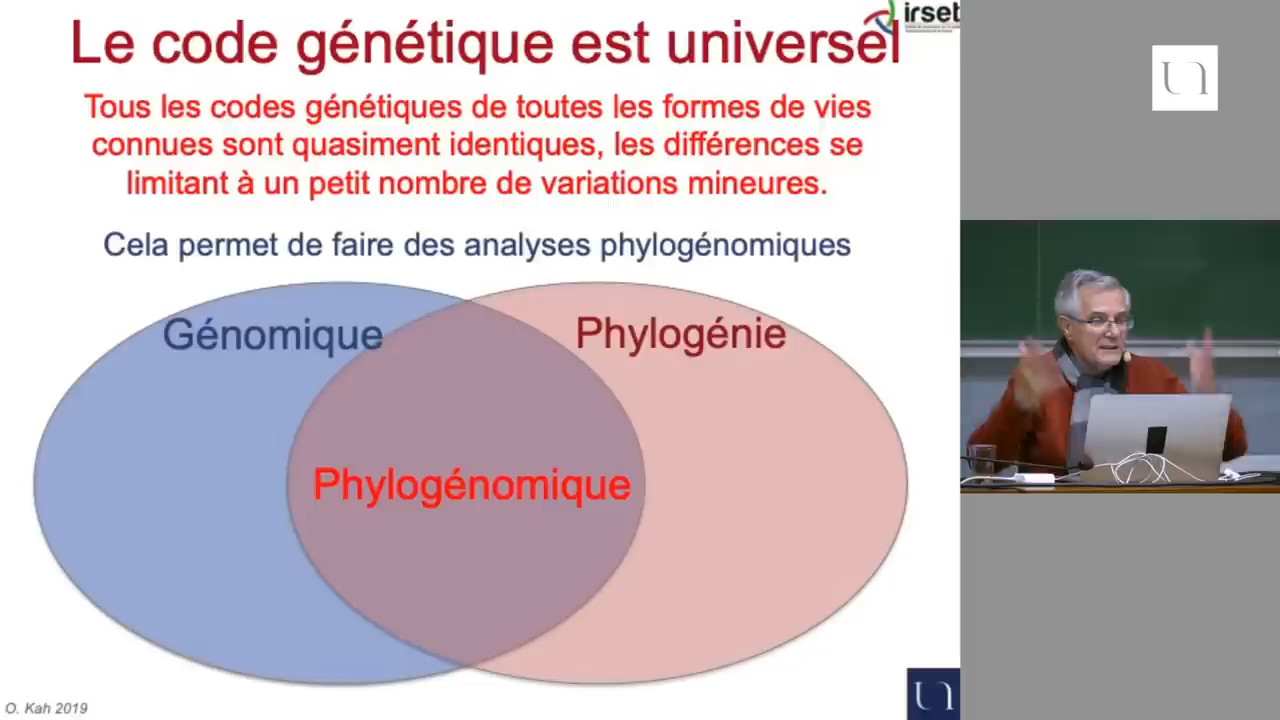 irset
Le code génétique est universel
Tous les codes génétiques de toutes les formes de vies
connues sont quasiment identiques, les différences se
limitant à un petit nombre de variations mineures.
Cela permet de faire des analyses phylogénomiques
Génomique
Phylogénie
Phylogénomique
O. Kah 2019